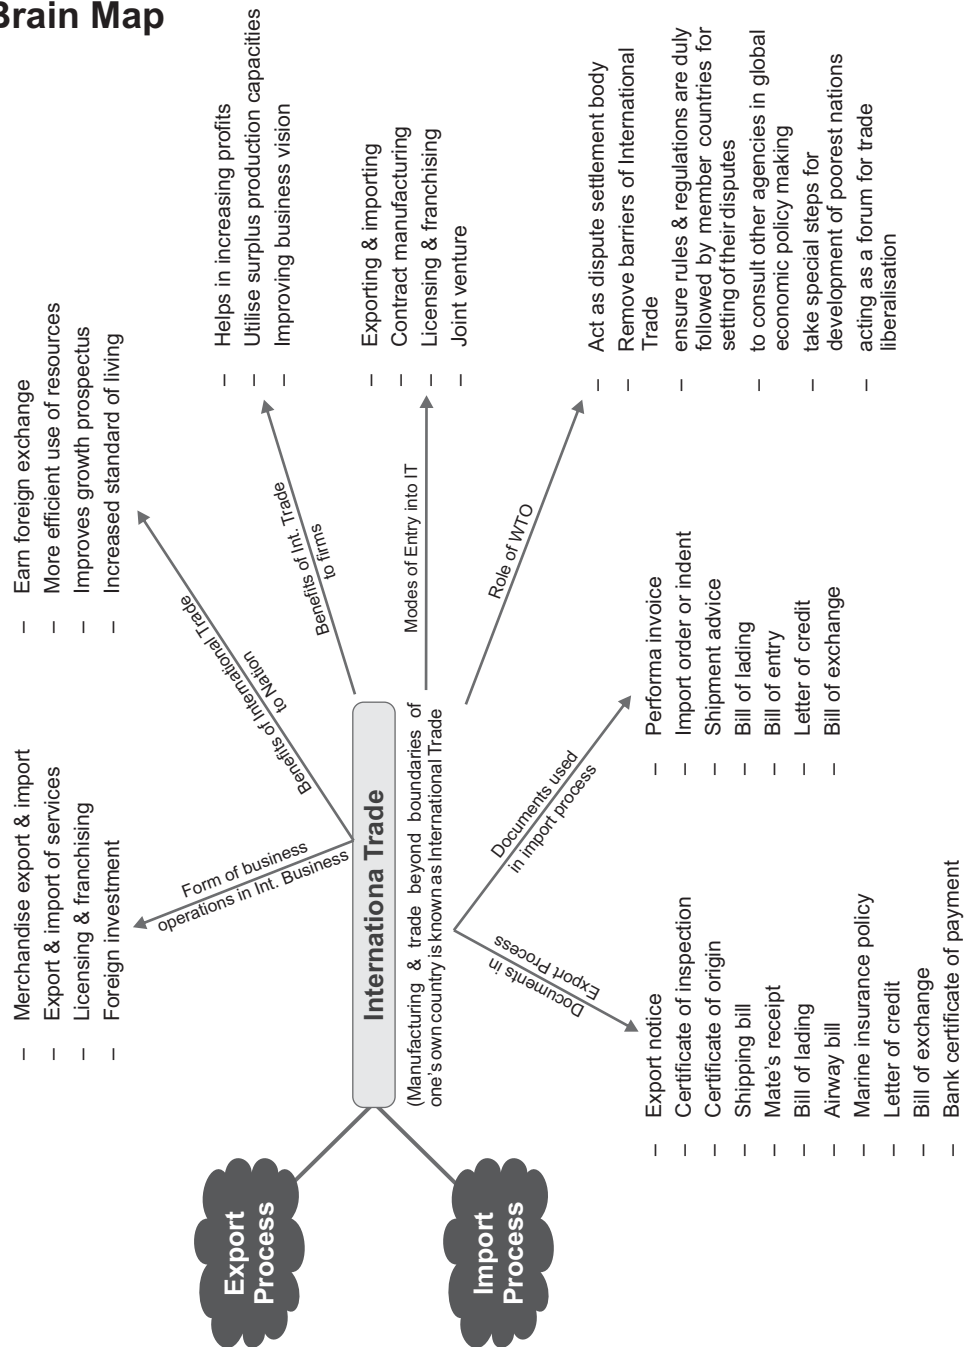 Brain Map
– Merchandise export & import
– Export & import of services
– Licensing & franchising
– Foreign investment
– Earn foreign exchange
– More efficient use of resources
– Improves growth prospectus
– Increased standard of living
– Helps in increasing profits
– Utilise surplus production capacities
– Improving business vision
– Exporting & importing
– Contract manufacturing
– Licensing & franchising
– Joint venture
– Act as dispute settlement body
– Remove barriers of International
Trade
– ensure rules & regulations are duly
followed by member countries for
setting of their disputes
– to consult other agencies in global
economic policy making
– take special steps for
development of poorest nations
– acting as a forum for trade
liberalisation
Form of business
operations in Int. Business
Benefits of International Trade
to Nation
Benefits of Int. Trade
to firms
Modes of Entry into IT
Role of WTO
Export
Process
Import
Process
Internationa Trade
(Manufacturing & trade beyond boundaries of
one's own country is known as International Trade
Documents in
Export Process
Documents used
in import process
– Export notice
– Certificate of inspection
– Certificate of origin
– Shipping bill
– Mate's receipt
– Bill of lading
– Airway bill
– Marine insurance policy
– Letter of credit
– Bill of exchange
– Bank certificate of payment
– Performa invoice
– Import order or indent
– Shipment advice
– Bill of lading
– Bill of entry
– Letter of credit
– Bill of exchange